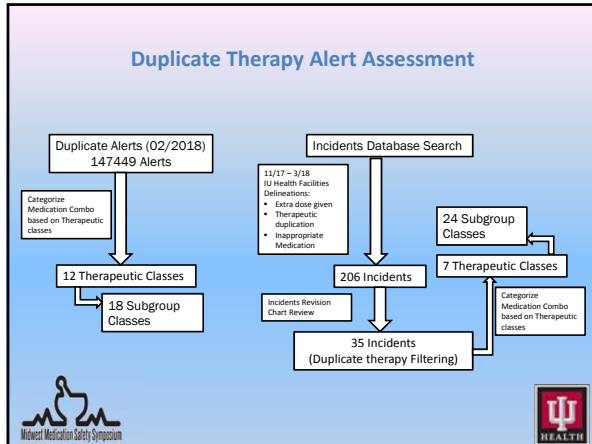 Duplicate Therapy Alert Assessment
Duplicate Alerts (02/2018)
147449 Alerts
Categorize
Medication Combo
based on Therapeutic
classes
12 Therapeutic Classes
18 Subgroup
Classes
Incidents Database Search
11/17 – 3/18
IU Health Facilities
Delineations:
• Extra dose given
• Therapeutic
duplication
• Inappropriate
Medication
206 Incidents
Incidents Revision
Chart Review
35 Incidents
(Duplicate therapy Filtering)
24 Subgroup
Classes
7 Therapeutic Classes
Categorize
Medication Combo
based on Therapeutic
classes
Midwest Medication Safety Symposium
IU
HEALTH